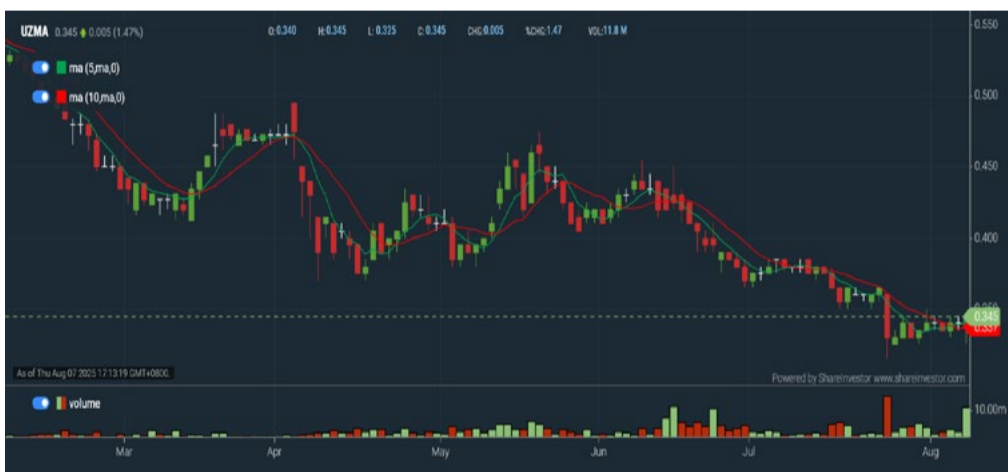 UZMA 0.345 0.005 (1.47%) O:0.340 H:0.345 L:0.325 C:0.345 CHG:0.005 %CHG:1.47 VOL:11.8 M
ma (5,ma,0)
ma (10,ma,0)
0.550
0.500
0.450
0.400
0.345
As of Thu Aug 07 2025 17:13:19 GMT+0800.
Powered by ShareInvestor www.shareinvestor.com
volume
10.00m
Mar Apr May Jun Jul Aug